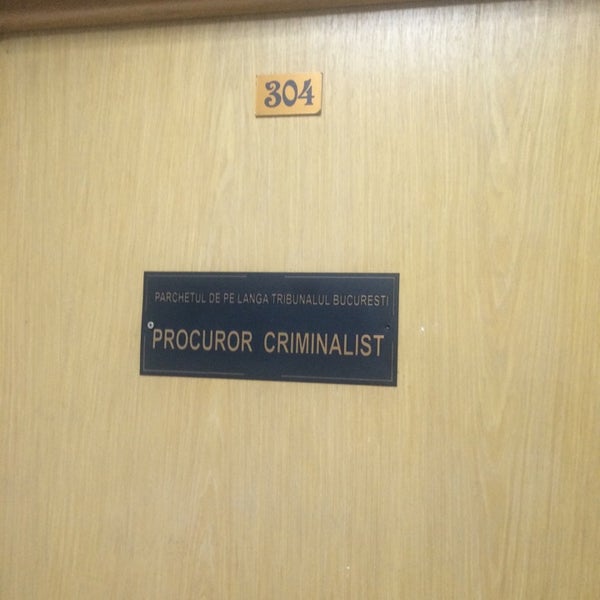 304
PARCHETUL DE PE LANGA TRIBUNALUL BUCURESTI
PROCUROR CRIMINALIST